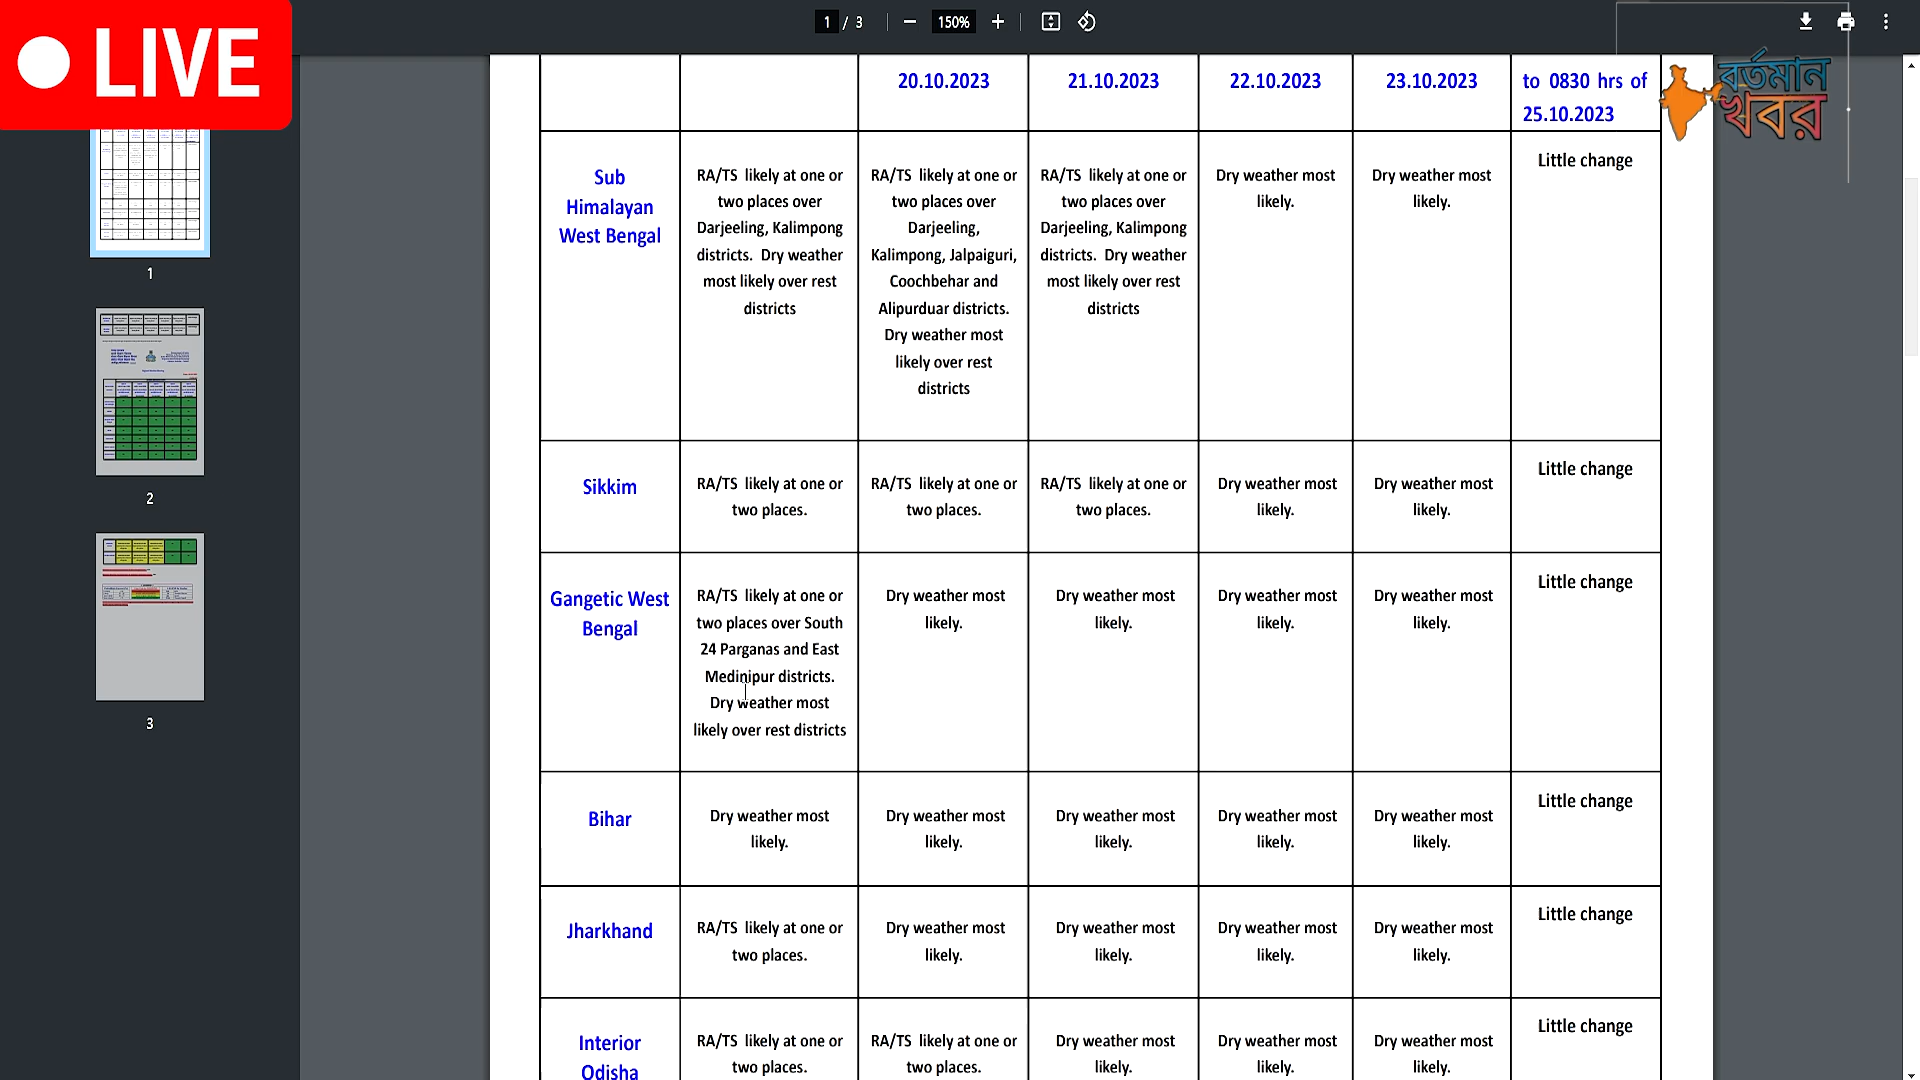 LIVE
1 / 3
150%
বর্তমান
খবর
20.10.2023
21.10.2023
22.10.2023
23.10.2023
to 0830 hrs of
25.10.2023
Sub
Himalayan
West Bengal
RA/TS likely at one or
two places over
Darjeeling, Kalimpong
districts. Dry weather
most likely over rest
districts
RA/TS likely at one or
two places over
Darjeeling,
Kalimpong, Jalpaiguri,
Coochbehar and
Alipurduar districts.
Dry weather most
likely over rest
districts
RA/TS likely at one or
two places over
Darjeeling, Kalimpong
districts. Dry weather
most likely over rest
districts
Dry weather most
likely.
Dry weather most
likely.
Little change
Sikkim
RA/TS likely at one or
two places.
RA/TS likely at one or
two places.
RA/TS likely at one or
two places.
Dry weather most
likely.
Dry weather most
likely.
Little change
Gangetic West
Bengal
RA/TS likely at one or
two places over South
24 Parganas and East
Medinipur districts.
Dry weather most
likely over rest districts
Dry weather most
likely.
Dry weather most
likely.
Dry weather most
likely.
Dry weather most
likely.
Little change
Bihar
Dry weather most
likely.
Dry weather most
likely.
Dry weather most
likely.
Dry weather most
likely.
Dry weather most
likely.
Little change
Jharkhand
RA/TS likely at one or
two places.
Dry weather most
likely.
Dry weather most
likely.
Dry weather most
likely.
Dry weather most
likely.
Little change
Interior
Odisha
RA/TS likely at one or
two places.
RA/TS likely at one or
two places.
Dry weather most
likely.
Dry weather most
likely.
Dry weather most
likely.
Little change
1
2
3